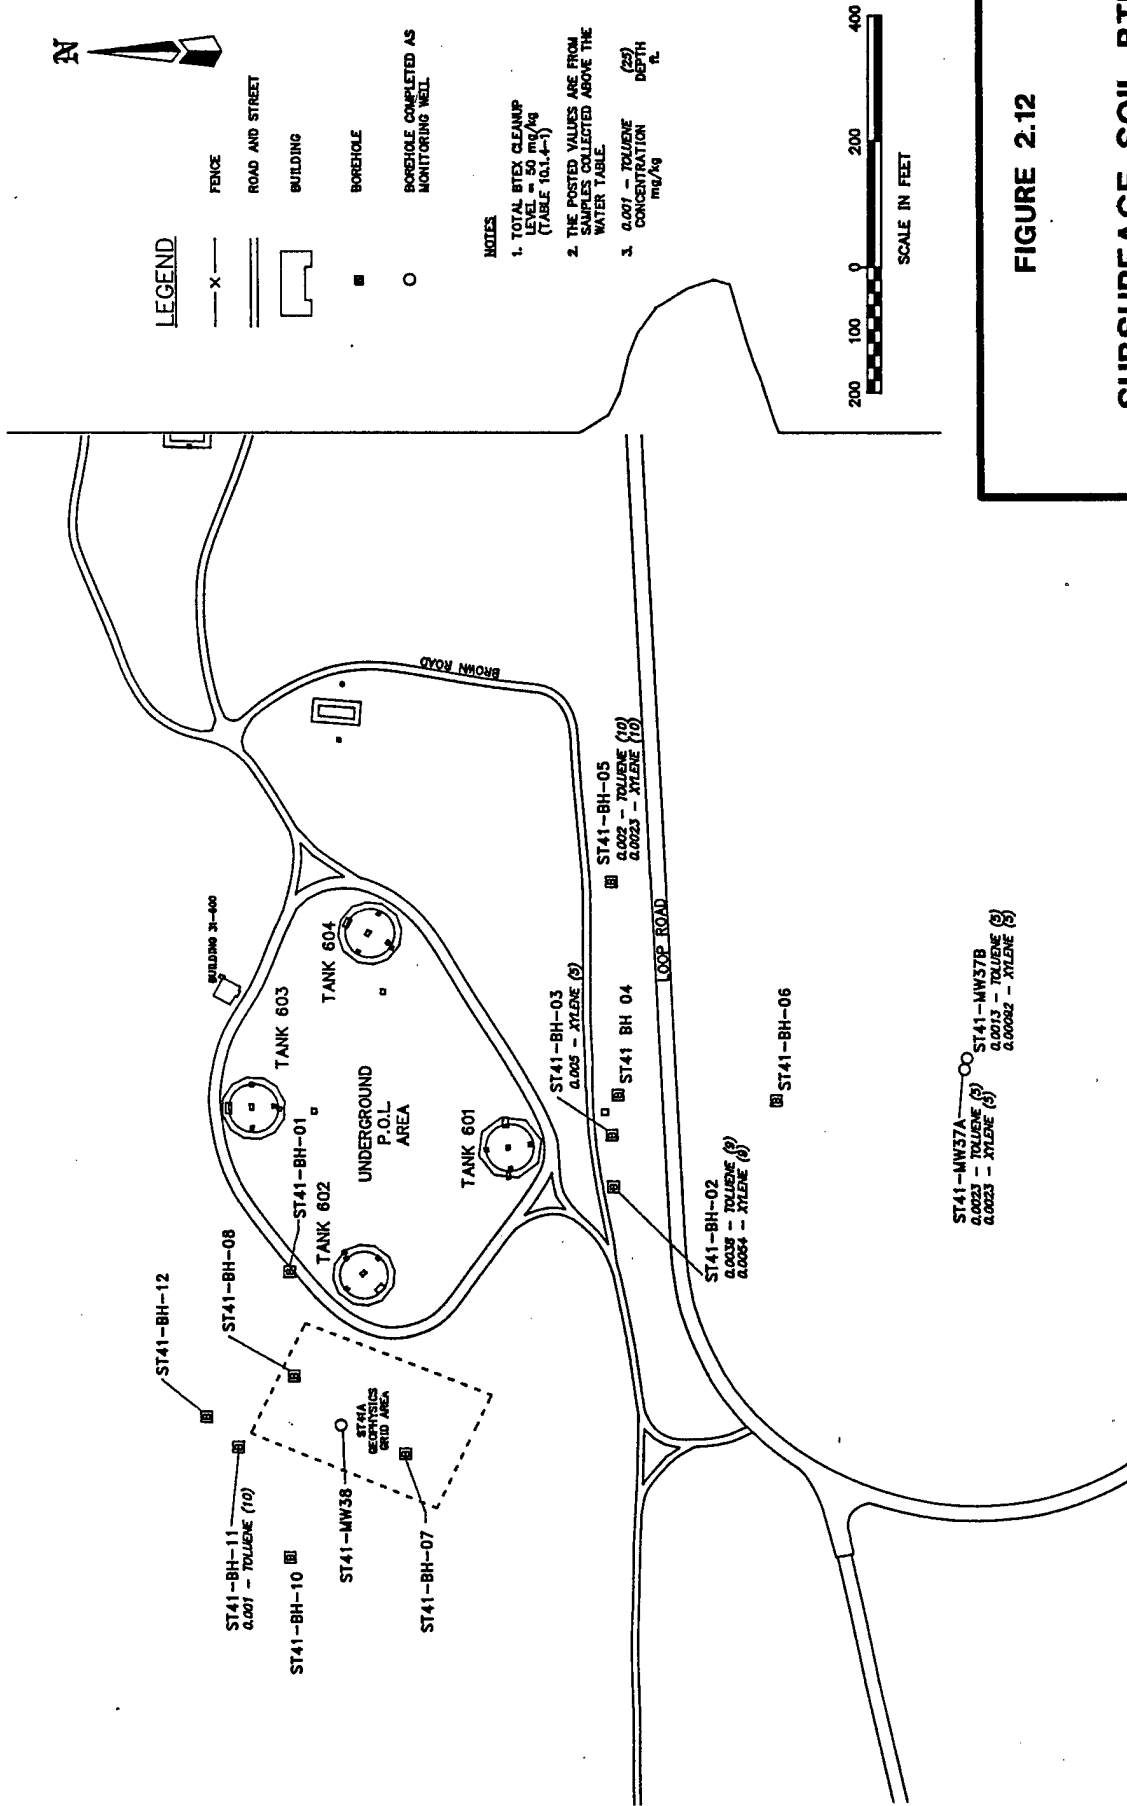 N
LEGEND
FENCE
X
ROAD AND STREET
BUILDING
BOREHOLE
BOREHOLE COMPLETED AS
MONITORING WELL
NOTES
1. TOTAL BTEX CLEANUP
LEVEL = 50 mg/kg
(TABLE 10.1.4-1)
2. THE POSTED VALUES ARE FROM
SAMPLES COLLECTED ABOVE THE
WATER TABLE.
3. 0.001 - TOLUENE (25)
CONCENTRATION DEPTH
mg/kg ft.
200 100 0 200 400
SCALE IN FEET
FIGURE 2.12
ST41-BH-12
ST41-BH-08
ST41-BH-01
ST41-BH-11
0.001 - TOLUENE (10)
ST41-BH-10
ST41-MW38
ST41-BH-07
ST41A
GEOPHYSICS
GRID AREA
TANK 602
TANK 603
TANK 604
TANK 601
BUILDING 31-600
UNDERGROUND
P.O.L.
AREA
BROWN ROAD
ST41-BH-03
0.005 - XYLENE (5)
ST41 BH 04
ST41-BH-05
0.002 - TOLUENE (10)
0.0023 - XYLENE (10)
LOOP ROAD
ST41-BH-02
0.0038 - TOLUENE (9)
0.0054 - XYLENE (9)
ST41-BH-06
ST41-MW37A
0.0023 - TOLUENE (5)
0.0023 - XYLENE (5)
ST41-MW37B
0.0013 - TOLUENE (5)
0.00092 - XYLENE (5)